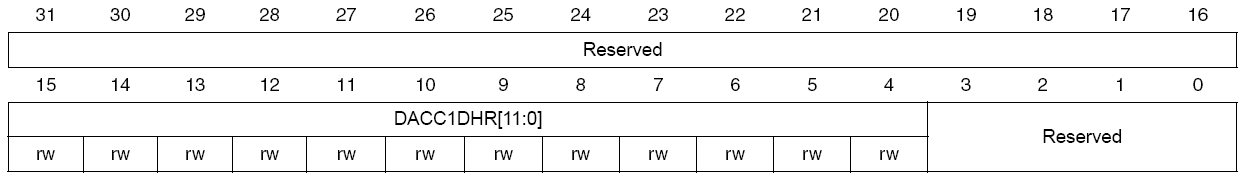 31 30 29 28 27 26 25 24 23 22 21 20 19 18 17 16
Reserved
15 14 13 12 11 10 9 8 7 6 5 4 3 2 1 0
DACC1DHR[11:0]
Reserved
rw rw rw rw rw rw rw rw rw rw rw rw